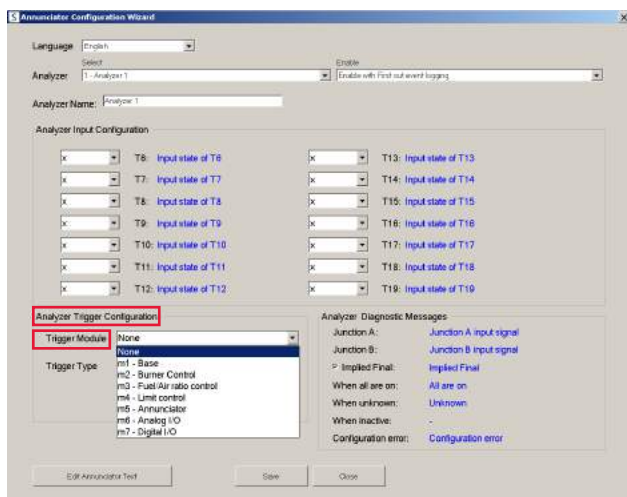 Annunciator Configuration Wizard
Language English
Select Enable
Analyzer 1 - Analyzer 1 Enable with First out event logging
Analyzer Name: Analyzer 1
Analyzer Input Configuration
x T6: Input state of T6 x T13: Input state of T13
x T7: Input state of T7 x T14: Input state of T14
x T8: Input state of T8 x T15: Input state of T15
x T9: Input state of T9 x T16: Input state of T16
x T10: Input state of T10 x T17: Input state of T17
x T11: Input state of T11 x T18: Input state of T18
x T12: Input state of T12 x T19: Input state of T19
Analyzer Trigger Configuration Analyzer Diagnostic Messages
Trigger Module None
Junction A: Junction A input signal
None
Junction B: Junction B input signal
m1 - Base
Trigger Type
m2 - Burner Control
Implied Final: Implied Final
m3 - Fuel/Air ratio control
When all are on: All are on
m4 - Limit control
m5 - Annunciator
When unknown: Unknown
m6 - Analog I/O
When inactive: -
m7 - Digital I/O
Configuration error: Configuration error
Edit Annunciator Text Save Close